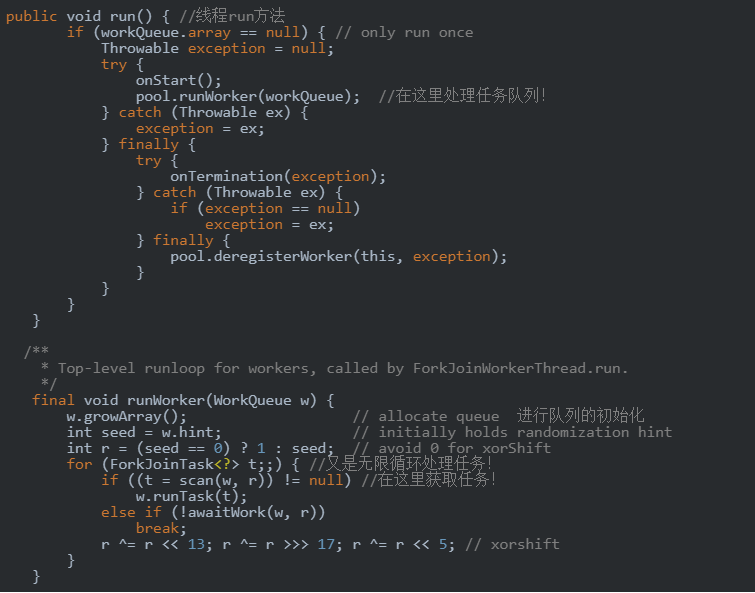 public void run() { //线程run方法
if (workQueue.array == null) { // only run once
Throwable exception = null;
try {
onStart();
pool.runWorker(workQueue);  //在这里处理任务队列!
} catch (Throwable ex) {
exception = ex;
} finally {
try {
onTermination(exception);
} catch (Throwable ex) {
if (exception == null)
exception = ex;
} finally {
pool.deregisterWorker(this, exception);
}
}
}
}
/**
* Top-level runloop for workers, called by ForkJoinWorkerThread.run.
*/
final void runWorker(WorkQueue w) {
w.growArray();                   // allocate queue  进行队列的初始化
int seed = w.hint;               // initially holds randomization hint
int r = (seed == 0) ? 1 : seed;  // avoid 0 for xorShift
for (ForkJoinTask<?> t;;) { //又是无限循环处理任务!
if ((t = scan(w, r)) != null) //在这里获取任务!
w.runTask(t);
else if (!awaitWork(w, r))
break;
r ^= r << 13; r ^= r >>> 17; r ^= r << 5; // xorshift
}
}